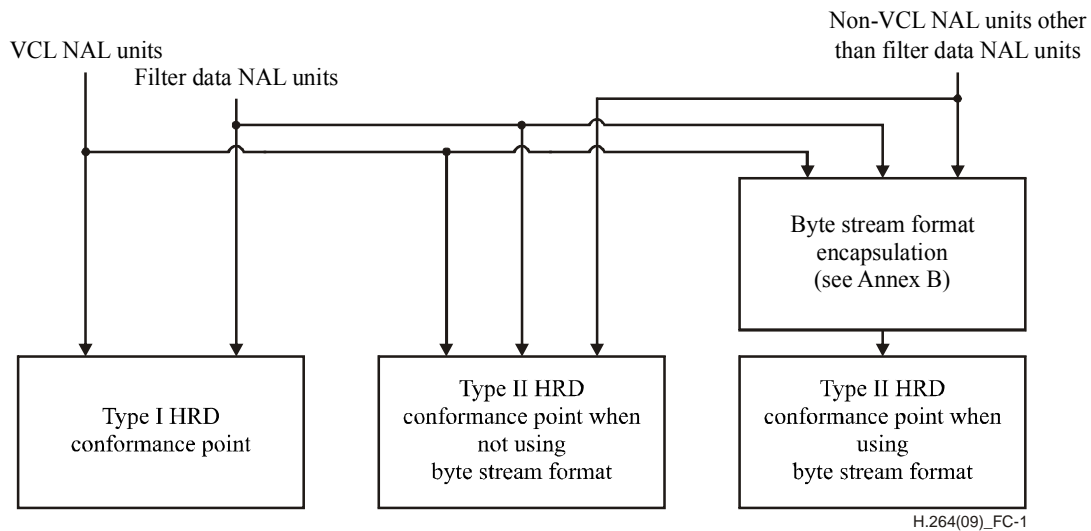 VCL NAL units
Filter data NAL units
Non-VCL NAL units other
than filter data NAL units
Byte stream format
encapsulation
(see Annex B)
Type I HRD
conformance point
Type II HRD
conformance point when
not using
byte stream format
Type II HRD
conformance point when
using
byte stream format
H.264(09)_FC-1